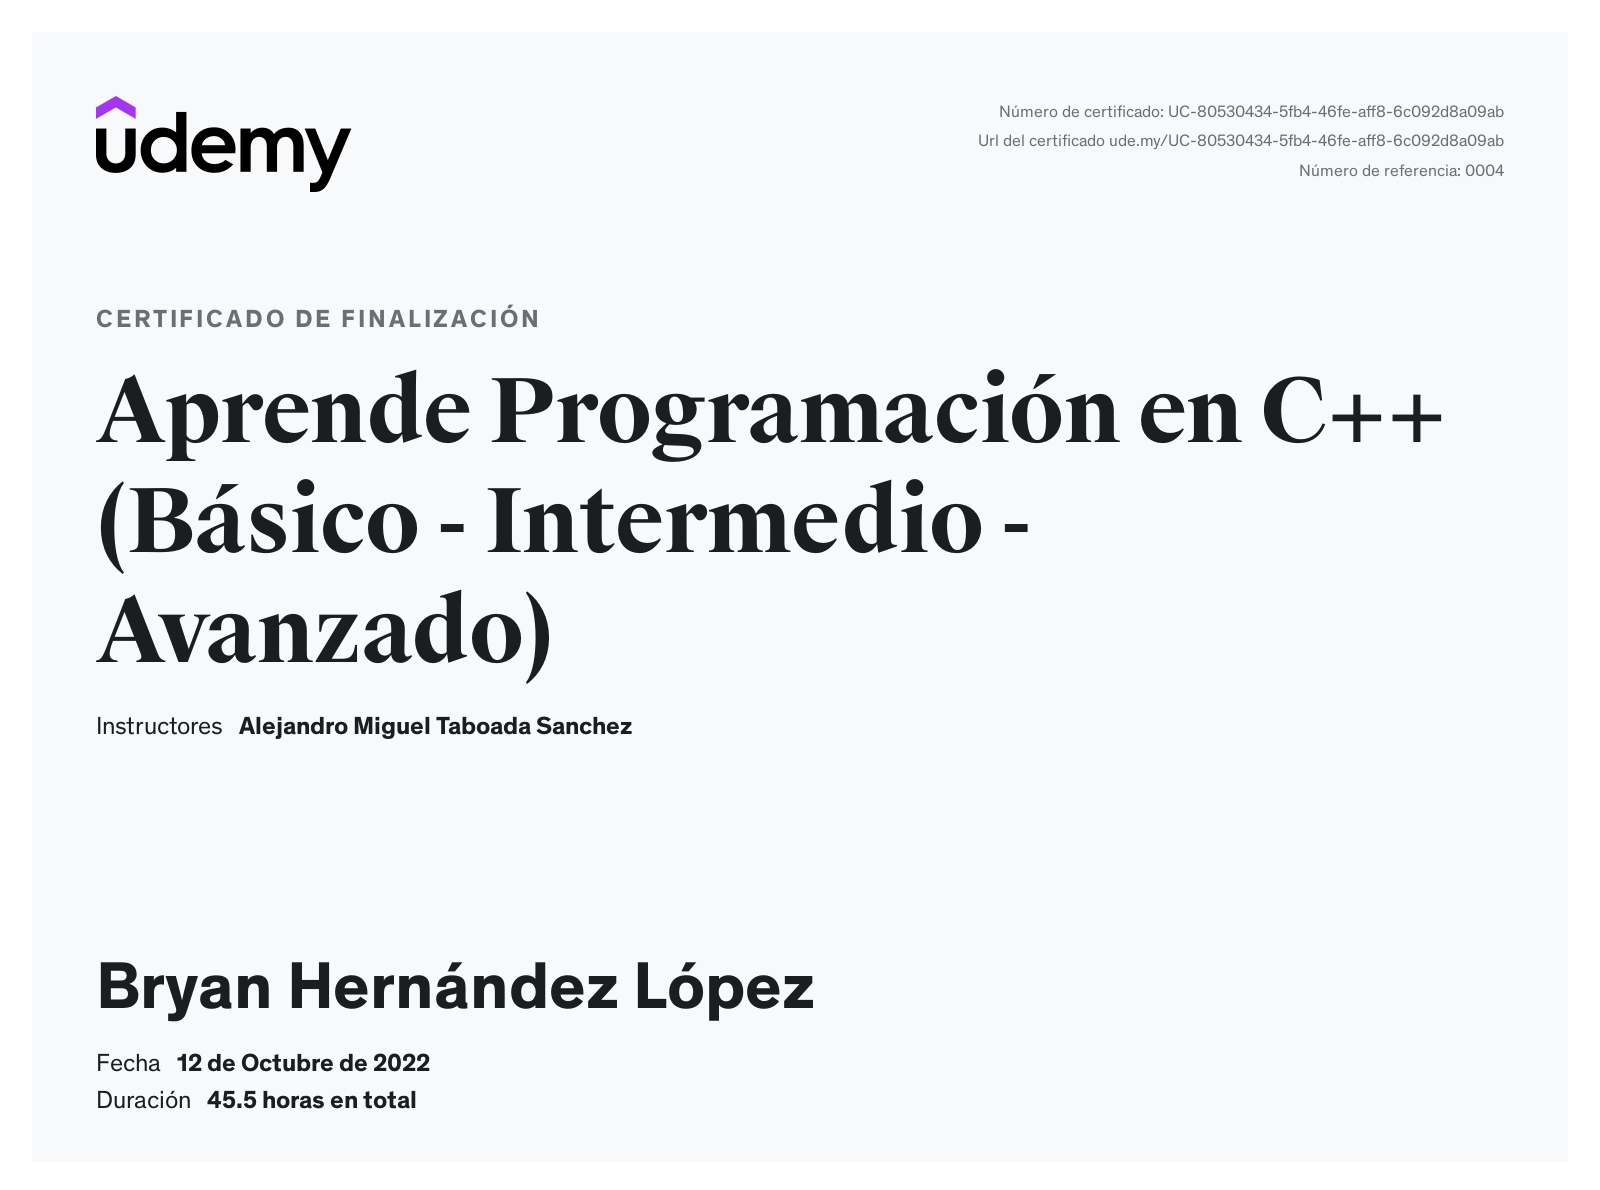 udemy
Número de certificado: UC-80530434-5fb4-46fe-aff8-6c092d8a09ab
Url del certificado ude.my/UC-80530434-5fb4-46fe-aff8-6c092d8a09ab
Número de referencia: 0004
CERTIFICADO DE FINALIZACIÓN
Aprende Programación en C++
(Básico - Intermedio -
Avanzado)
Instructores Alejandro Miguel Taboada Sanchez
Bryan Hernández López
Fecha 12 de Octubre de 2022
Duración 45.5 horas en total